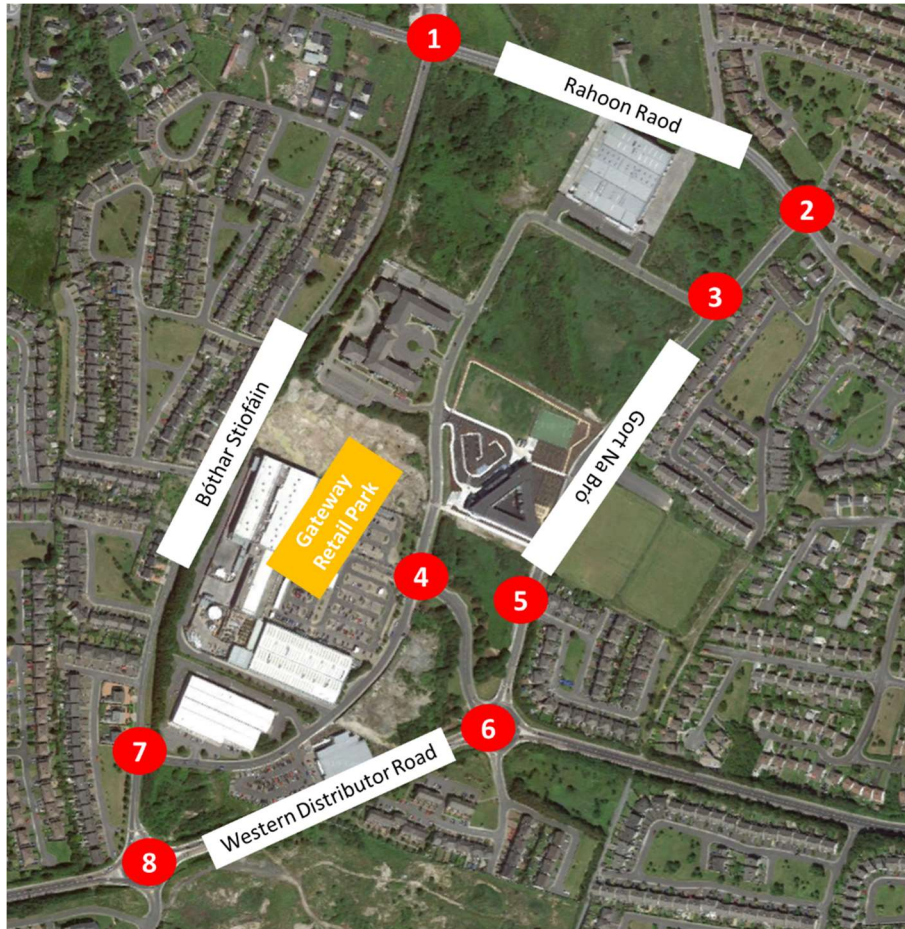 1
Rahoon Raod
2
3
Bóthar Stiofáin
Gort Na Bró
Gateway
Retail Park
4
5
6
7
Western Distributor Road
8